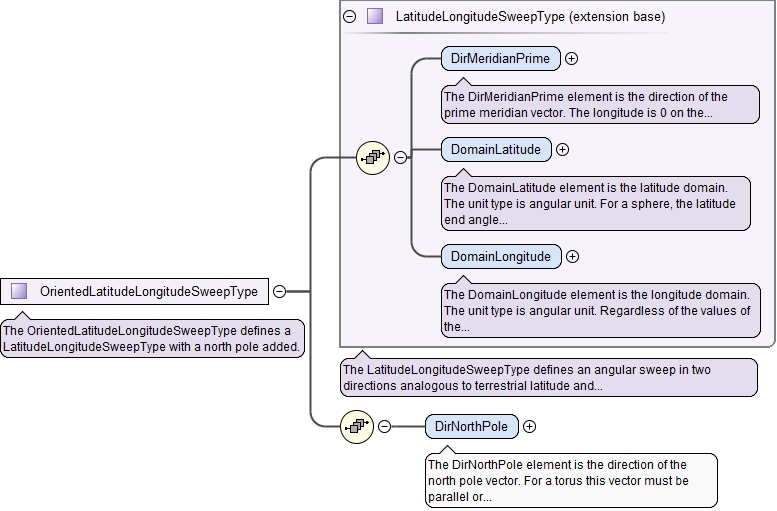 LatitudeLongitudeSweepType (extension base)
DirMeridianPrime
The DirMeridianPrime element is the direction of the
prime meridian vector. The longitude is 0 on the...
DomainLatitude
The DomainLatitude element is the latitude domain.
The unit type is angular unit. For a sphere, the latitude
end angle...
DomainLongitude
The DomainLongitude element is the longitude domain.
The unit type is angular unit. Regardless of the values of
the...
OrientedLatitudeLongitudeSweepType
The OrientedLatitudeLongitudeSweepType defines a
LatitudeLongitudeSweepType with a north pole added.
The LatitudeLongitudeSweepType defines an angular sweep in two
directions analogous to terrestrial latitude and...
DirNorthPole
The DirNorthPole element is the direction of the
north pole vector. For a torus this vector must be
parallel or...